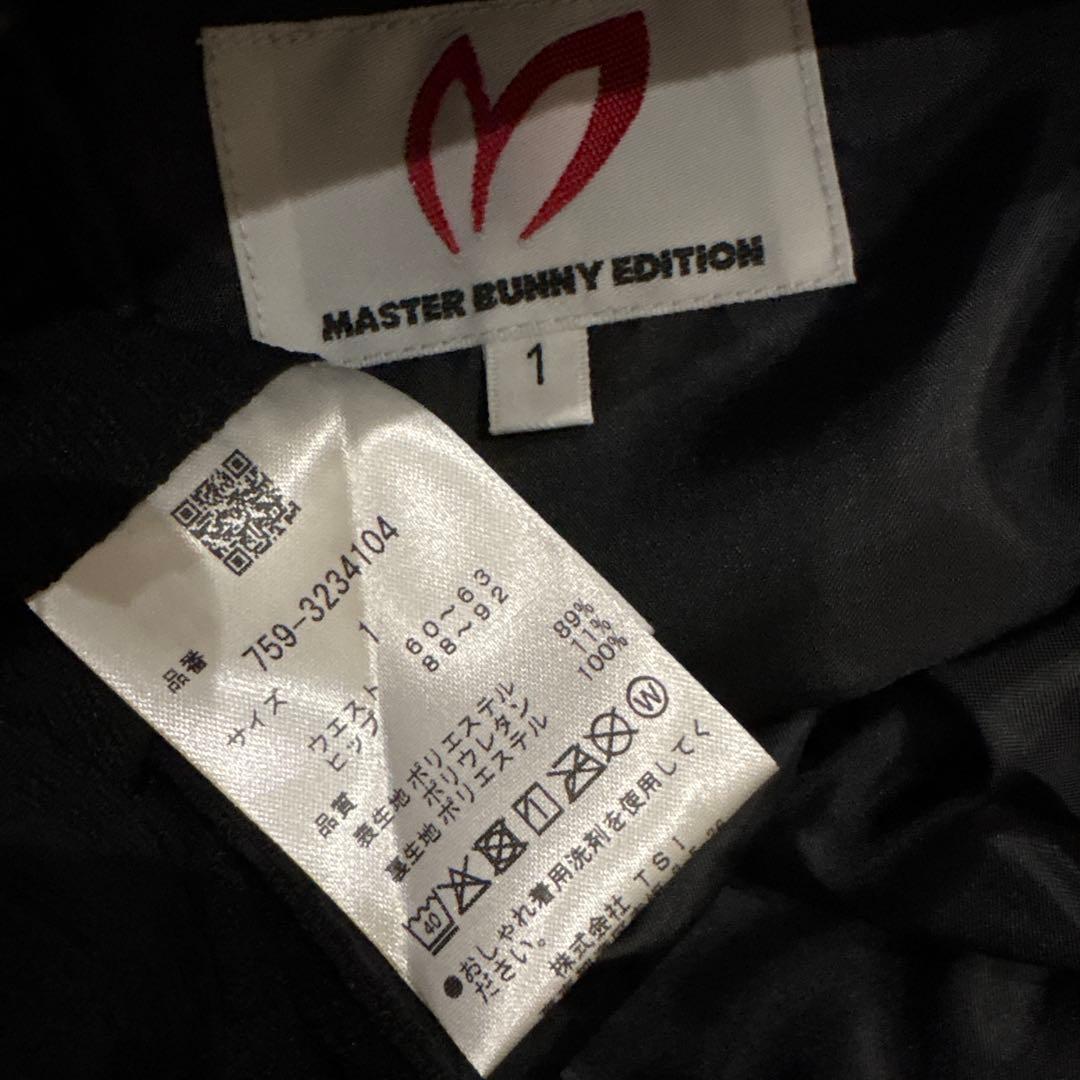 MASTER BUNNY EDITION
1
品番 759-3234104
サイズ 1
ウエスト 60~63
ヒップ 88~92
品質
表生地 ポリエステル 89%
ポリウレタン 11%
裏生地 ポリエステル 100%
40 1 W
●おしゃれ着用洗剤を使用してく
ださい。
株式会社 TSI